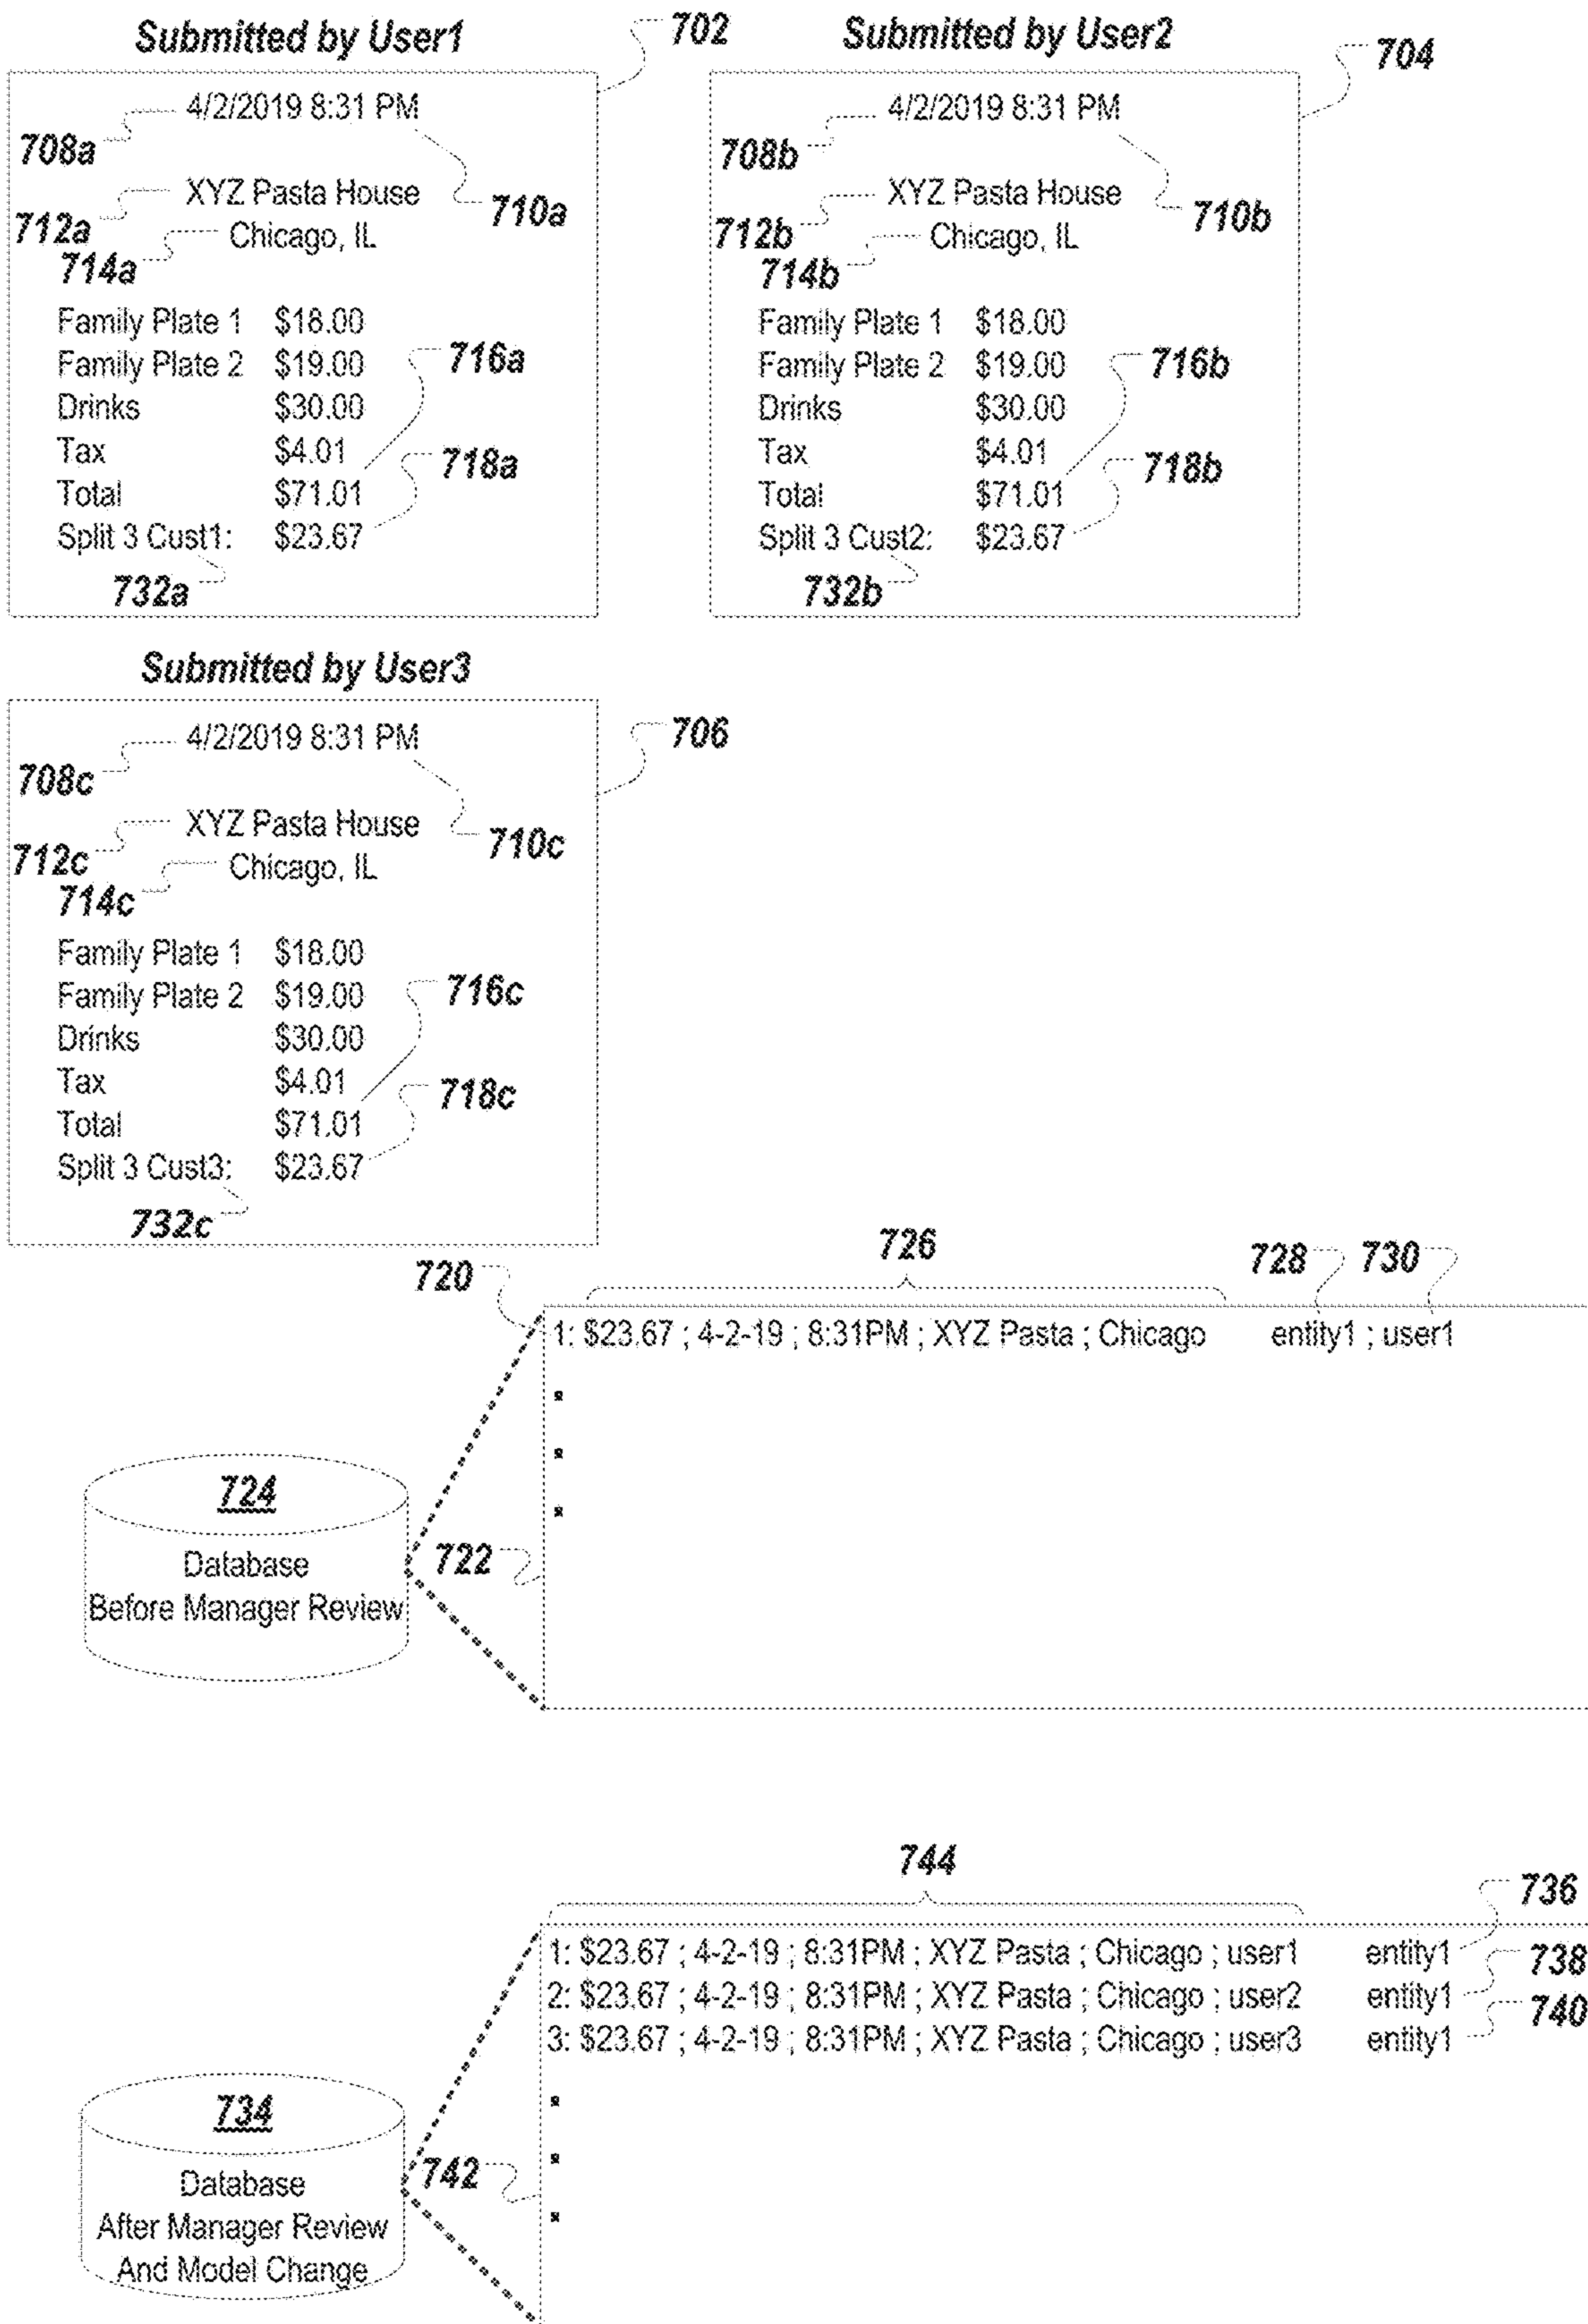 Submitted by User1
702
4/2/2019 8:31 PM
708a
XYZ Pasta House
712a
710a
Chicago, IL
714a
Family Plate 1 $18.00
Family Plate 2 $19.00
716a
Drinks $30.00
Tax $4.01
718a
Total $71.01
Split 3 Cust1: $23.67
732a
Submitted by User2
704
4/2/2019 8:31 PM
708b
XYZ Pasta House
712b
710b
Chicago, IL
714b
Family Plate 1 $18.00
Family Plate 2 $19.00
716b
Drinks $30.00
Tax $4.01
718b
Total $71.01
Split 3 Cust2: $23.67
732b
Submitted by User3
706
4/2/2019 8:31 PM
708c
XYZ Pasta House
712c
710c
Chicago, IL
714c
Family Plate 1 $18.00
Family Plate 2 $19.00
716c
Drinks $30.00
Tax $4.01
718c
Total $71.01
Split 3 Cust3: $23.67
732c
720
726
728
730
1: $23.67 ; 4-2-19 ; 8:31PM ; XYZ Pasta ; Chicago entity1 ; user1
724
Database
Before Manager Review
722
744
736
1: $23.67 ; 4-2-19 ; 8:31PM ; XYZ Pasta ; Chicago ; user1 entity1
738
2: $23.67 ; 4-2-19 ; 8:31PM ; XYZ Pasta ; Chicago ; user2 entity1
740
3: $23.67 ; 4-2-19 ; 8:31PM ; XYZ Pasta ; Chicago ; user3 entity1
734
Database
After Manager Review
And Model Change
742